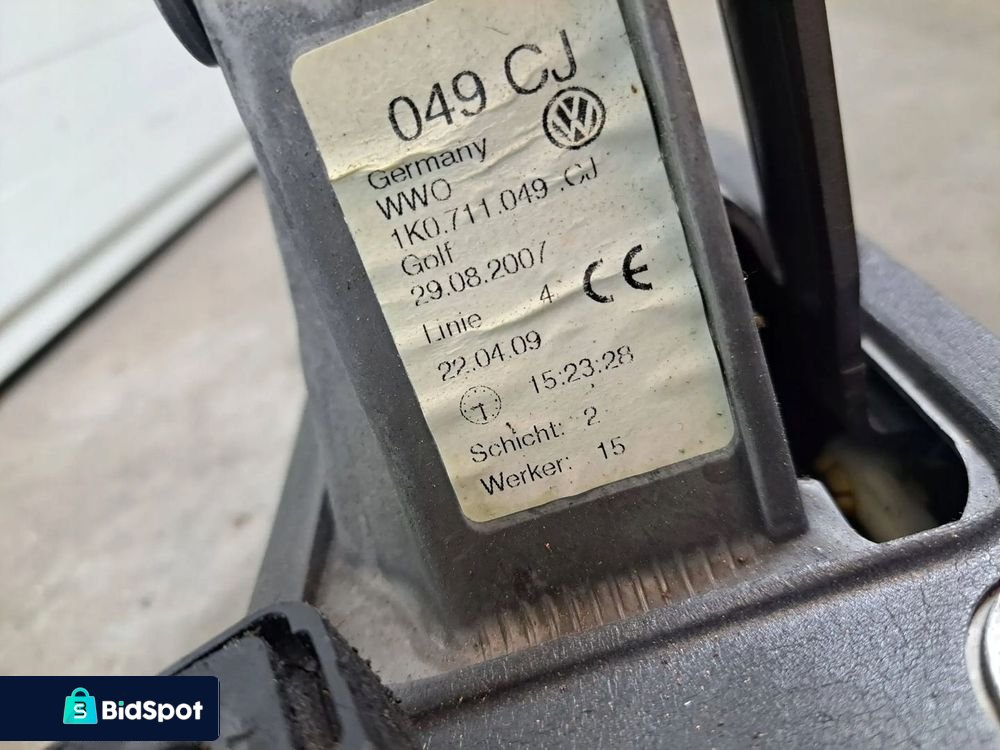 049 CJ
Germany
WWO
1K0.711.049 .CJ
Golf
29.08.2007
Linie 4 CE
22.04.09
15:23:28
Schicht: 2
Werker: 15
BidSpot